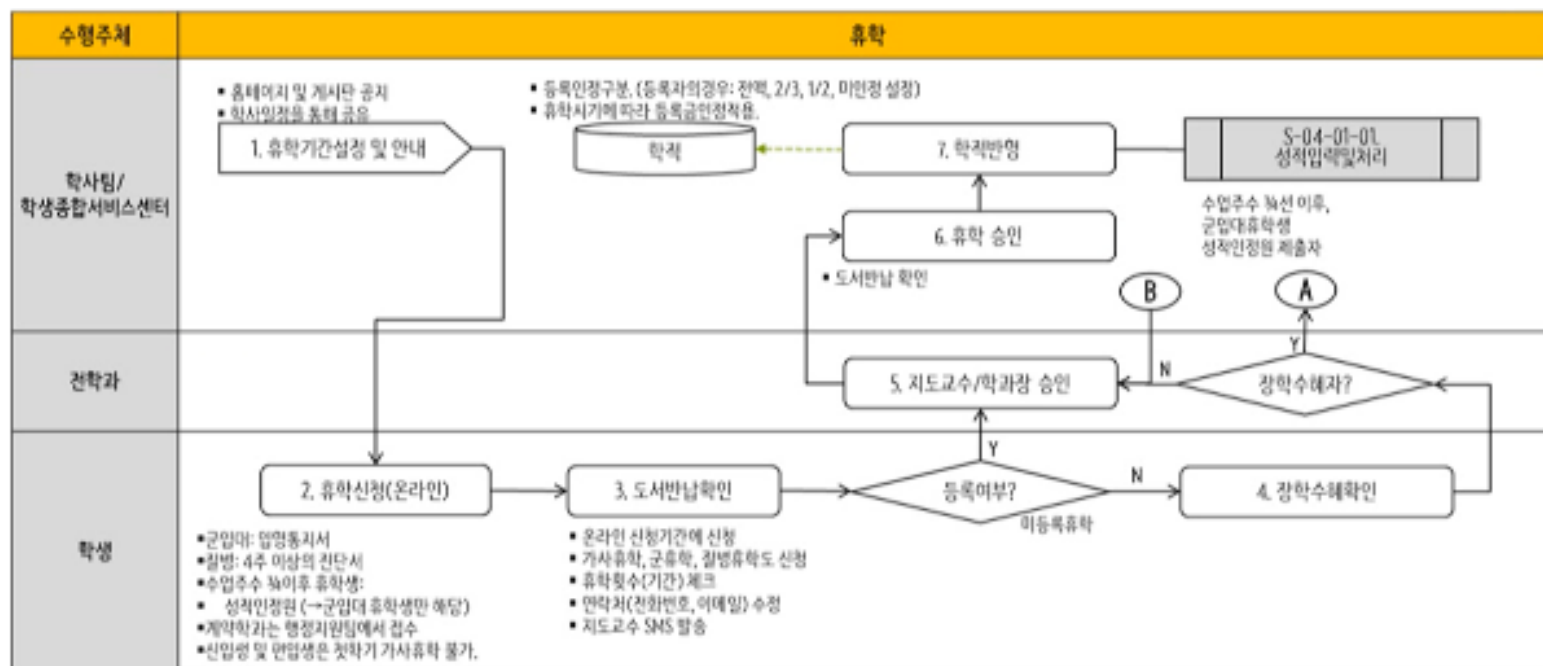 수행주체
휴학
학사팀/
학생종합서비스센터
▪ 홈페이지 및 게시판 공지
▪ 학사일정을 통해 공유
1. 휴학기간설정 및 안내
▪ 등록인정구분. (등록자의경우: 전액, 2/3, 1/2, 미인정 설정)
▪ 휴학시기에 따라 등록금인정적용.
학적
7. 학적반형
S-04-01-01.
성적입력및처리
수업주수 ¾선 이후,
군입대휴학생
성적인정원 제출자
6. 휴학 승인
▪ 도서반납 확인
B
A
전학과
5. 지도교수/학과장 승인
N
Y
장학수혜자?
학생
2. 휴학신청(온라인)
3. 도서반납확인
Y
등록여부?
N
미등록휴학
4. 장학수혜확인
▪군입대: 입영통지서
▪질병: 4주 이상의 진단서
▪수업주수 ¾이후 휴학생:
▪ 성적인정원 (→군입대 휴학생만 해당)
▪계약학과는 행정지원팀에서 접수
▪신입생 및 편입생은 첫학기 가사휴학 불가.
▪ 온라인 신청기간에 신청
▪ 가사휴학, 군휴학, 질병휴학도 신청
▪ 휴학횟수(기간) 체크
▪ 연락처(전화번호, 이메일) 수정
▪ 지도교수 SMS 발송